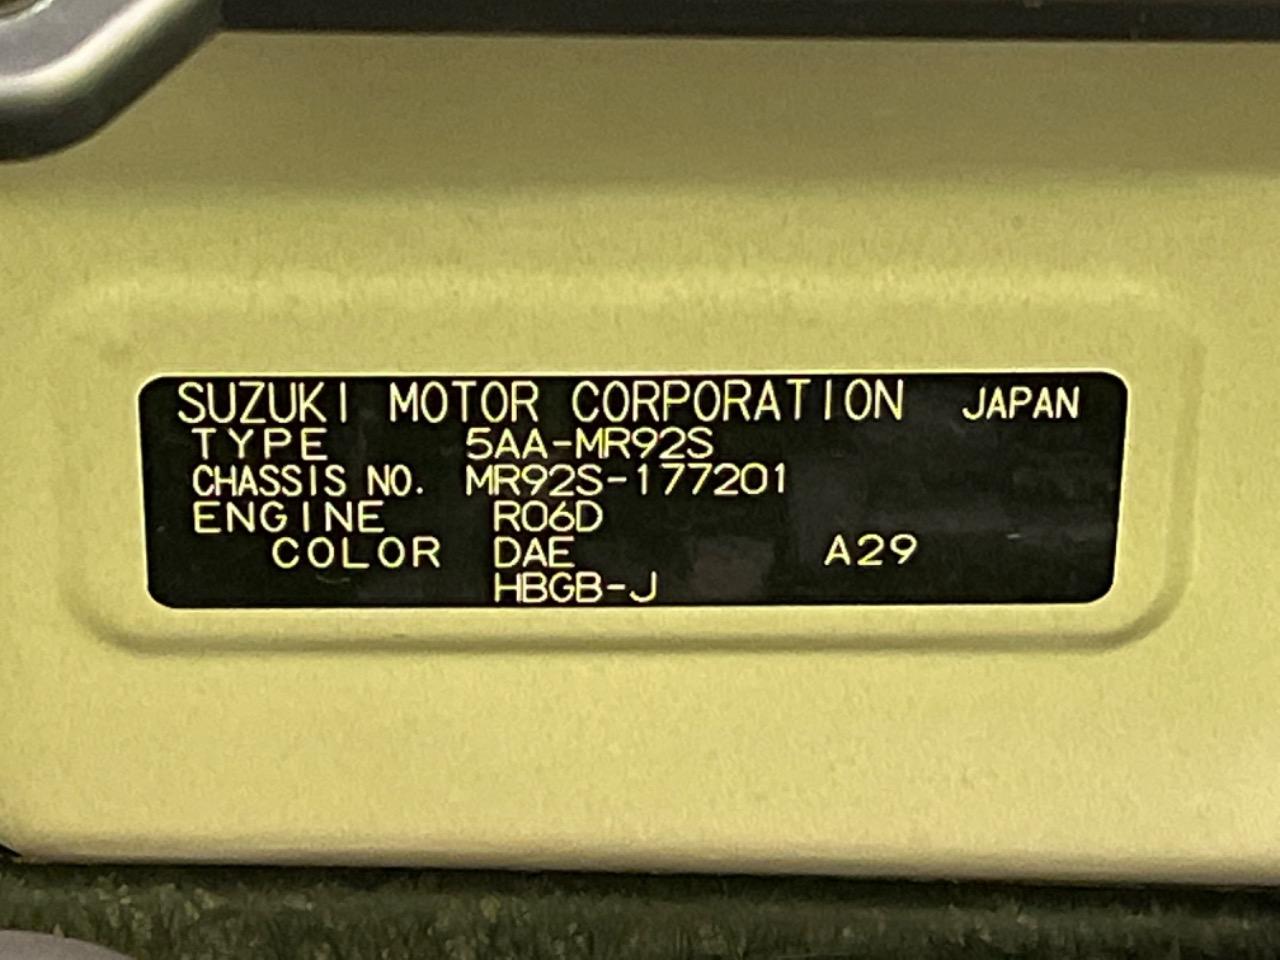 SUZUKI MOTOR CORPORATION JAPAN
TYPE 5AA-MR92S
CHASSIS NO. MR92S-177201
ENGINE R06D
COLOR DAE A29
HBGB-J